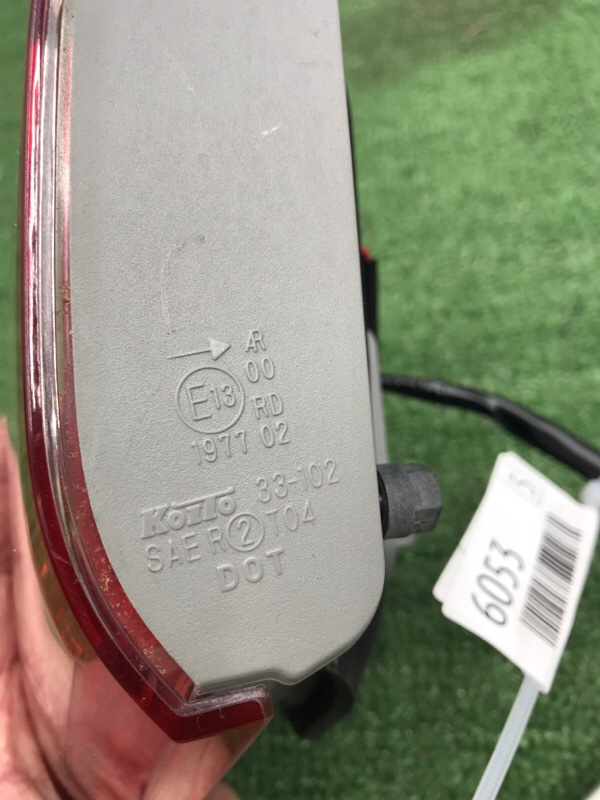 → AR
00
E13 RD
1977 02
KOITO 33-102
SAE R ② T04
DOT
6053